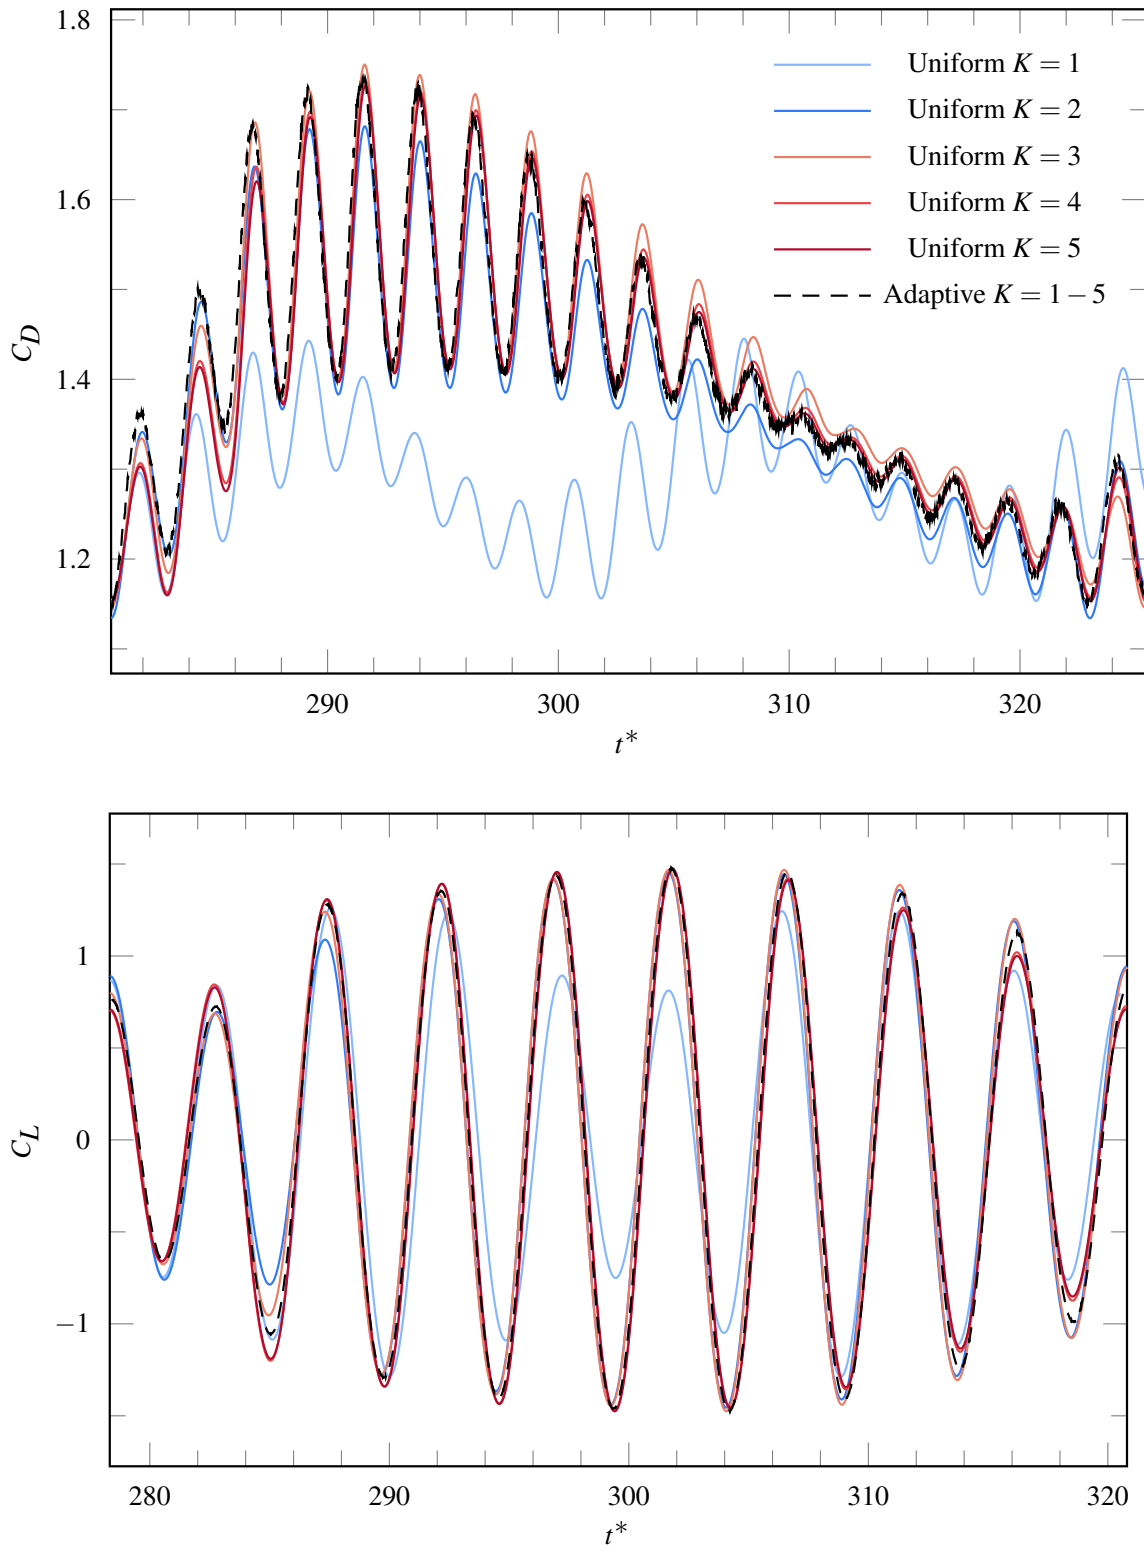 1.8
Uniform K = 1
Uniform K = 2
Uniform K = 3
1.6
Uniform K = 4
Uniform K = 5
Adaptive K = 1 − 5
C_D
1.4
1.2
290 300 310 320
t*
1
C_L
0
−1
280 290 300 310 320
t*